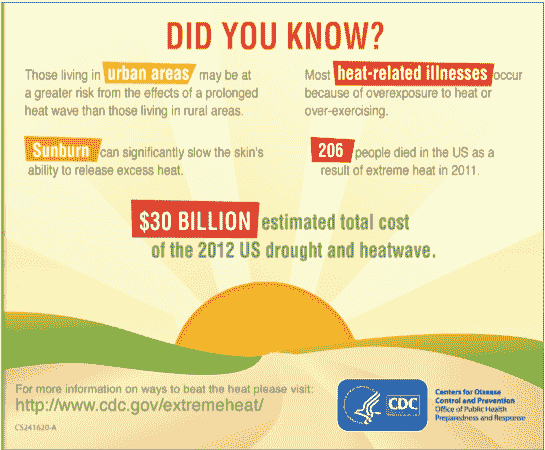 DID YOU KNOW?
Those living in urban areas may be at
a greater risk from the effects of a prolonged
heat wave than those living in rural areas.
Most heat-related illnesses occur
because of overexposure to heat or
over-exercising.
Sunburn can significantly slow the skin's
ability to release excess heat.
206 people died in the US as a
result of extreme heat in 2011.
$30 BILLION estimated total cost
of the 2012 US drought and heatwave.
For more information on ways to beat the heat please visit:
http://www.cdc.gov/extremeheat/
CS241620-A
CDC
Centers for Disease
Control and Prevention
Office of Public Health
Preparedness and Response